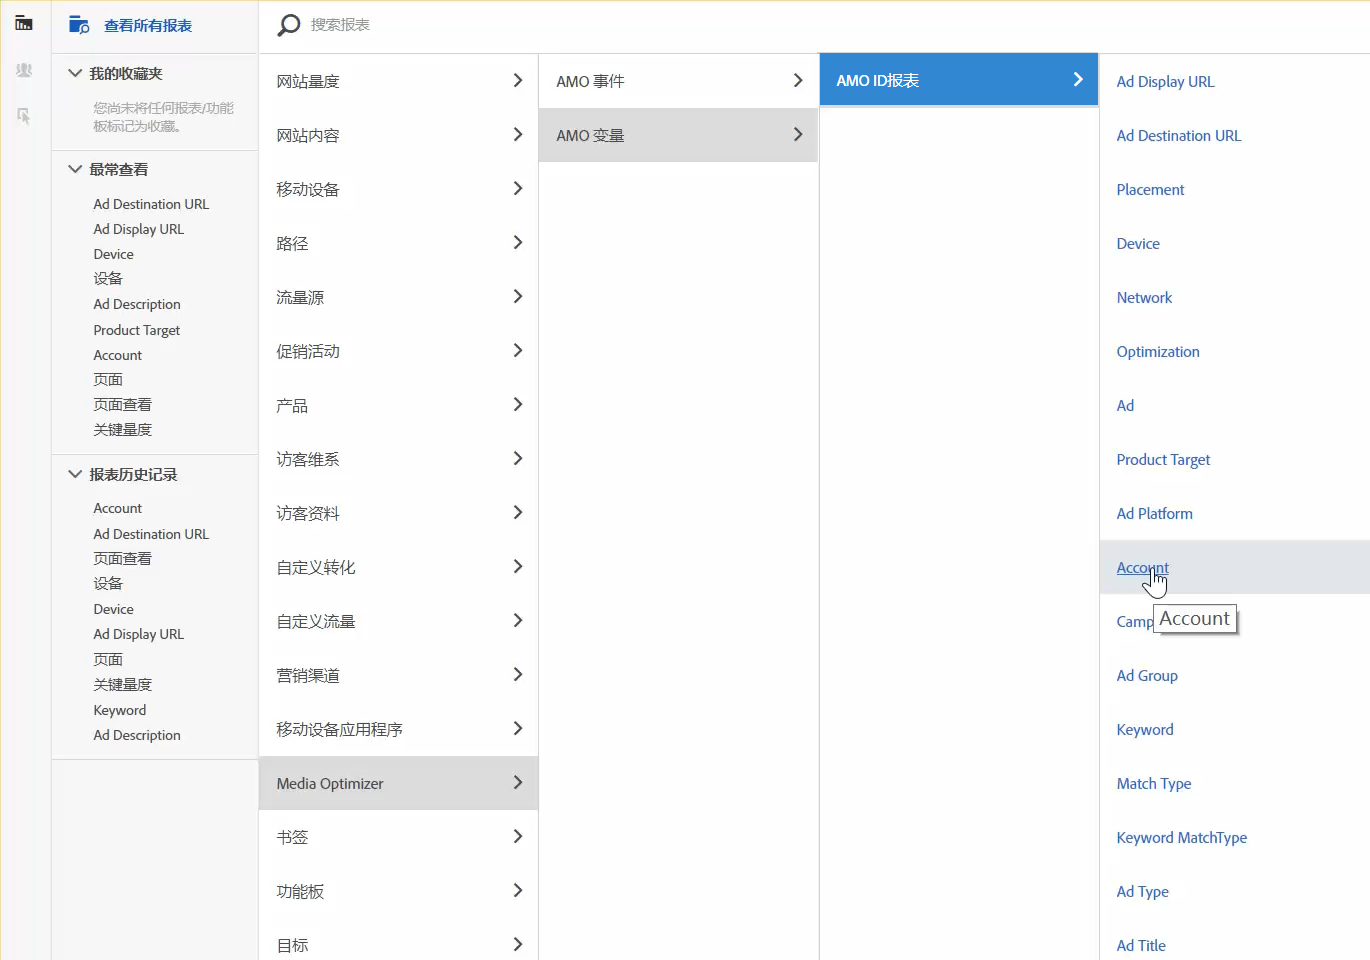 查看所有报表
我的收藏夹
您尚未将任何报表/功能
板标记为收藏。
最常查看
Ad Destination URL
Ad Display URL
Device
设备
Ad Description
Product Target
Account
页面
页面查看
关键量度
报表历史记录
Account
Ad Destination URL
页面查看
设备
Device
Ad Display URL
页面
关键量度
Keyword
Ad Description
搜索报表
网站量度
网站内容
移动设备
路径
流量源
促销活动
产品
访客维系
访客资料
自定义转化
自定义流量
营销渠道
移动设备应用程序
Media Optimizer
书签
功能板
目标
AMO 事件
AMO 变量
AMO ID报表
Ad Display URL
Ad Destination URL
Placement
Device
Network
Optimization
Ad
Product Target
Ad Platform
Account
Camp
Account
Ad Group
Keyword
Match Type
Keyword MatchType
Ad Type
Ad Title